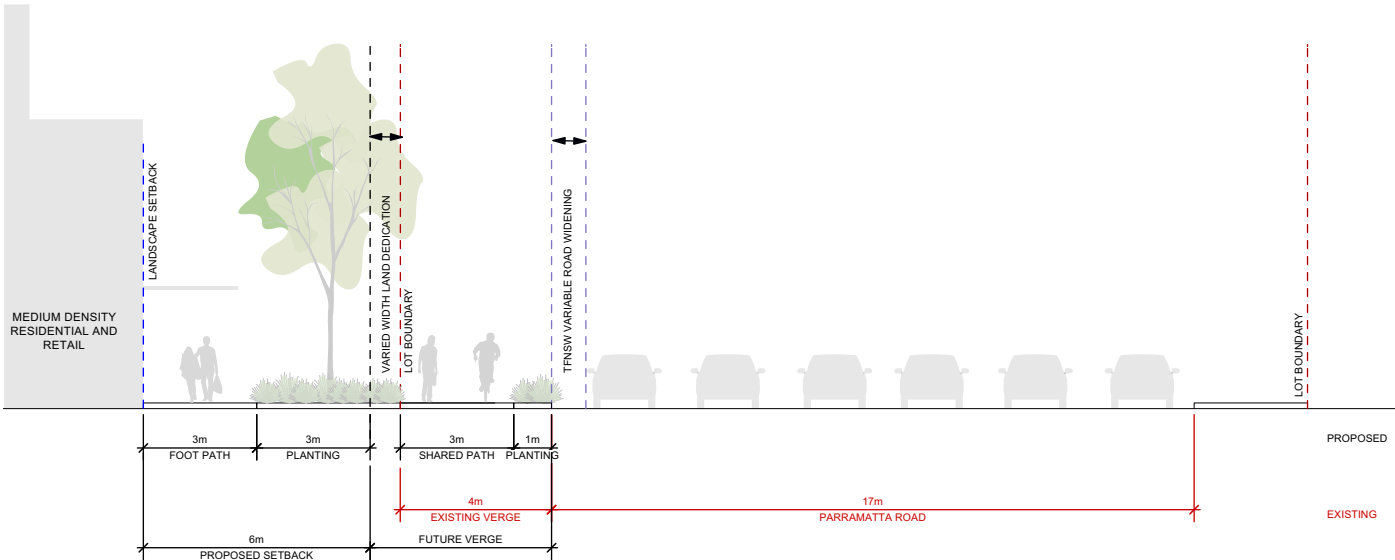 LANDSCAPE SETBACK
VARIED WIDTH LAND DEDICATION
LOT BOUNDARY
TFNSW VARIABLE ROAD WIDENING
LOT BOUNDARY
MEDIUM DENSITY
RESIDENTIAL AND
RETAIL
3m
FOOT PATH
3m
PLANTING
3m
SHARED PATH
1m
PLANTING
PROPOSED
4m
EXISTING VERGE
17m
PARRAMATTA ROAD
EXISTING
6m
PROPOSED SETBACK
FUTURE VERGE